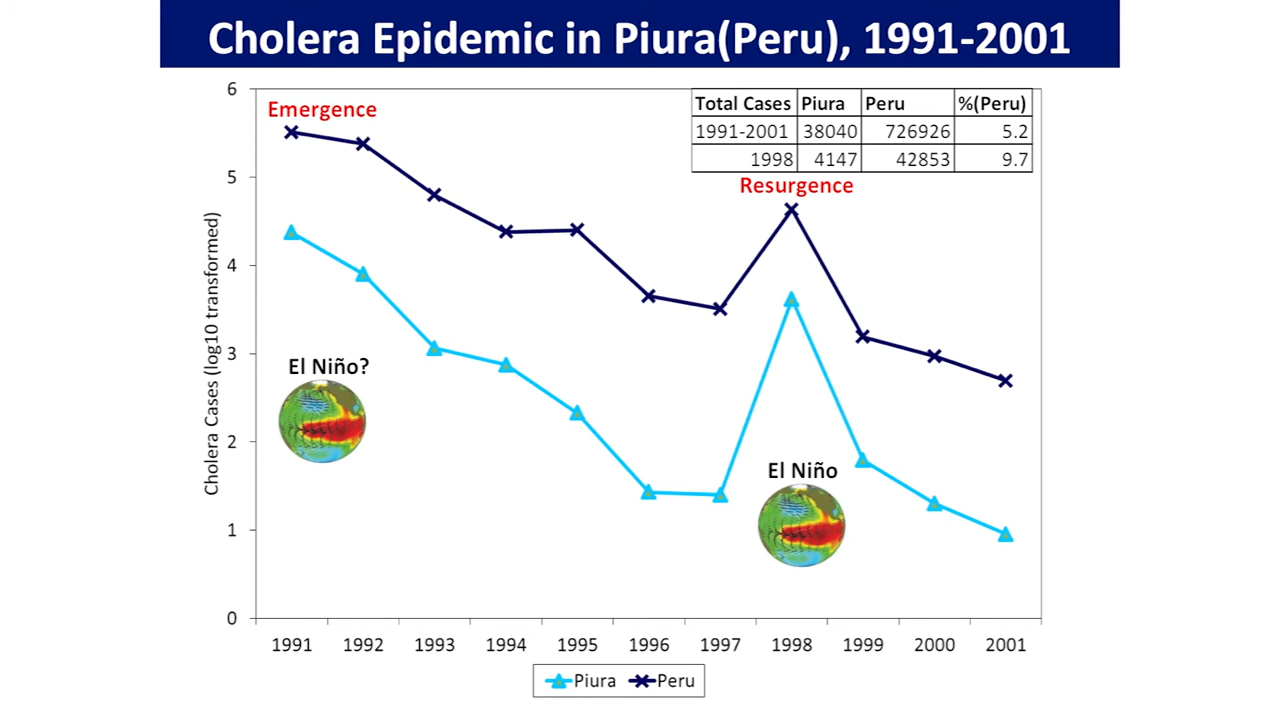 Cholera Epidemic in Piura(Peru), 1991-2001
Emergence
Total Cases Piura Peru %(Peru)
1991-2001 38040 726926 5.2
1998 4147 42853 9.7
Resurgence
El Niño?
El Niño
Cholera Cases (log10 transformed)
6
5
4
3
2
1
0
1991 1992 1993 1994 1995 1996 1997 1998 1999 2000 2001
Piura Peru